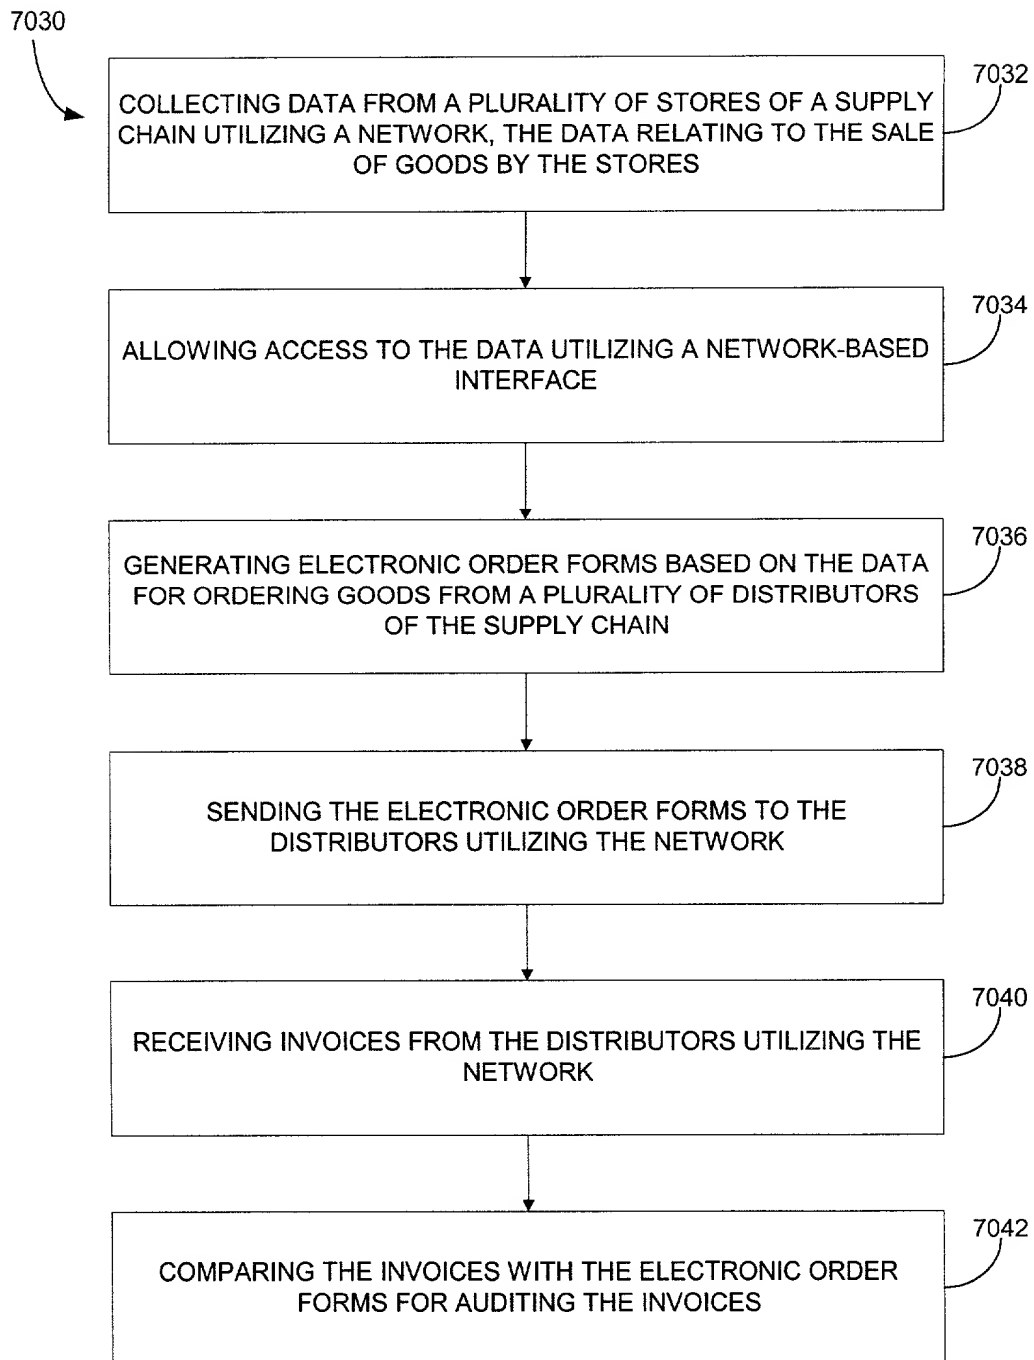 7030
7032
COLLECTING DATA FROM A PLURALITY OF STORES OF A SUPPLY
CHAIN UTILIZING A NETWORK, THE DATA RELATING TO THE SALE
OF GOODS BY THE STORES
7034
ALLOWING ACCESS TO THE DATA UTILIZING A NETWORK-BASED
INTERFACE
7036
GENERATING ELECTRONIC ORDER FORMS BASED ON THE DATA
FOR ORDERING GOODS FROM A PLURALITY OF DISTRIBUTORS
OF THE SUPPLY CHAIN
7038
SENDING THE ELECTRONIC ORDER FORMS TO THE
DISTRIBUTORS UTILIZING THE NETWORK
7040
RECEIVING INVOICES FROM THE DISTRIBUTORS UTILIZING THE
NETWORK
7042
COMPARING THE INVOICES WITH THE ELECTRONIC ORDER
FORMS FOR AUDITING THE INVOICES